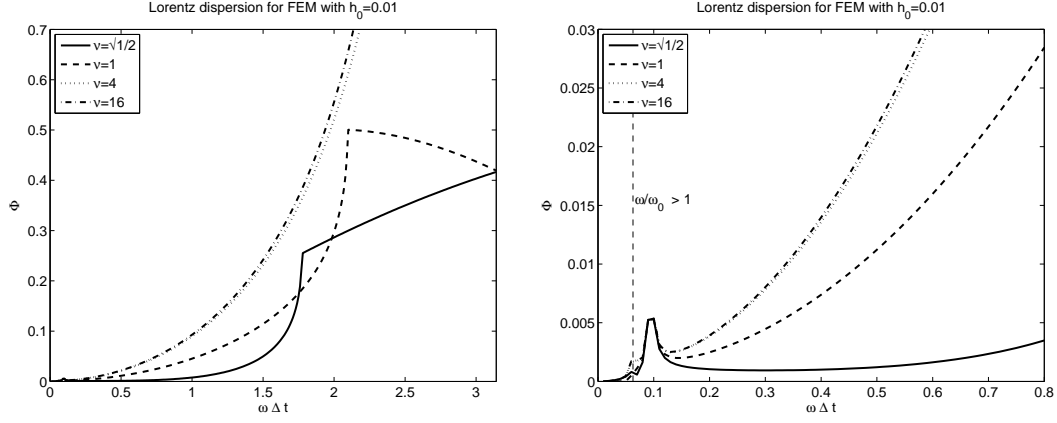 Lorentz dispersion for FEM with h₀=0.01
Φ
0.7
0.6
0.5
0.4
0.3
0.2
0.1
0
ν=√1/2
ν=1
ν=4
ν=16
0 0.5 1 1.5 2 2.5 3
ω Δ t
Lorentz dispersion for FEM with h₀=0.01
Φ
0.03
0.025
0.02
0.015
0.01
0.005
0
ν=√1/2
ν=1
ν=4
ν=16
ω/ω₀ > 1
0 0.1 0.2 0.3 0.4 0.5 0.6 0.7 0.8
ω Δ t